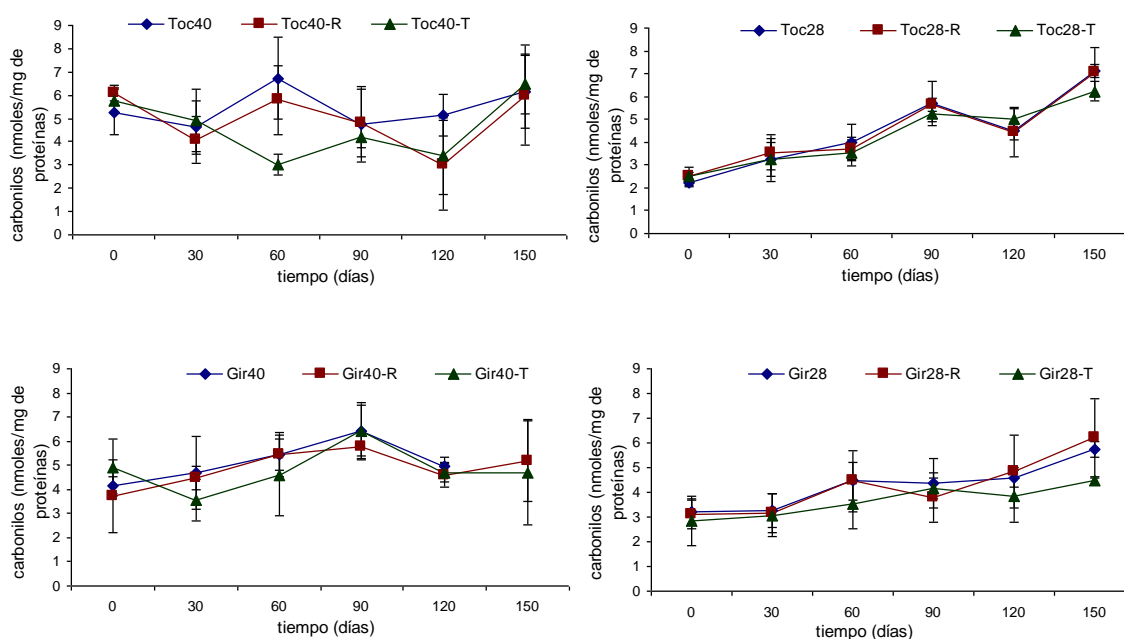 Toc40 Toc40-R Toc40-T
carbonilos (nmoles/mg de
proteínas)
9
8
7
6
5
4
3
2
1
0
0 30 60 90 120 150
tiempo (días)
Toc28 Toc28-R Toc28-T
carbonilos (nmoles/mg de
proteínas)
9
8
7
6
5
4
3
2
1
0
0 30 60 90 120 150
tiempo (días)
Gir40 Gir40-R Gir40-T
carbonilos (nmoles/mg de
proteínas)
9
8
7
6
5
4
3
2
1
0
0 30 60 90 120 150
tiempo (días)
Gir28 Gir28-R Gir28-T
carbonilos (nmoles/mg de
proteínas)
9
8
7
6
5
4
3
2
1
0
0 30 60 90 120 150
tiempo (días)